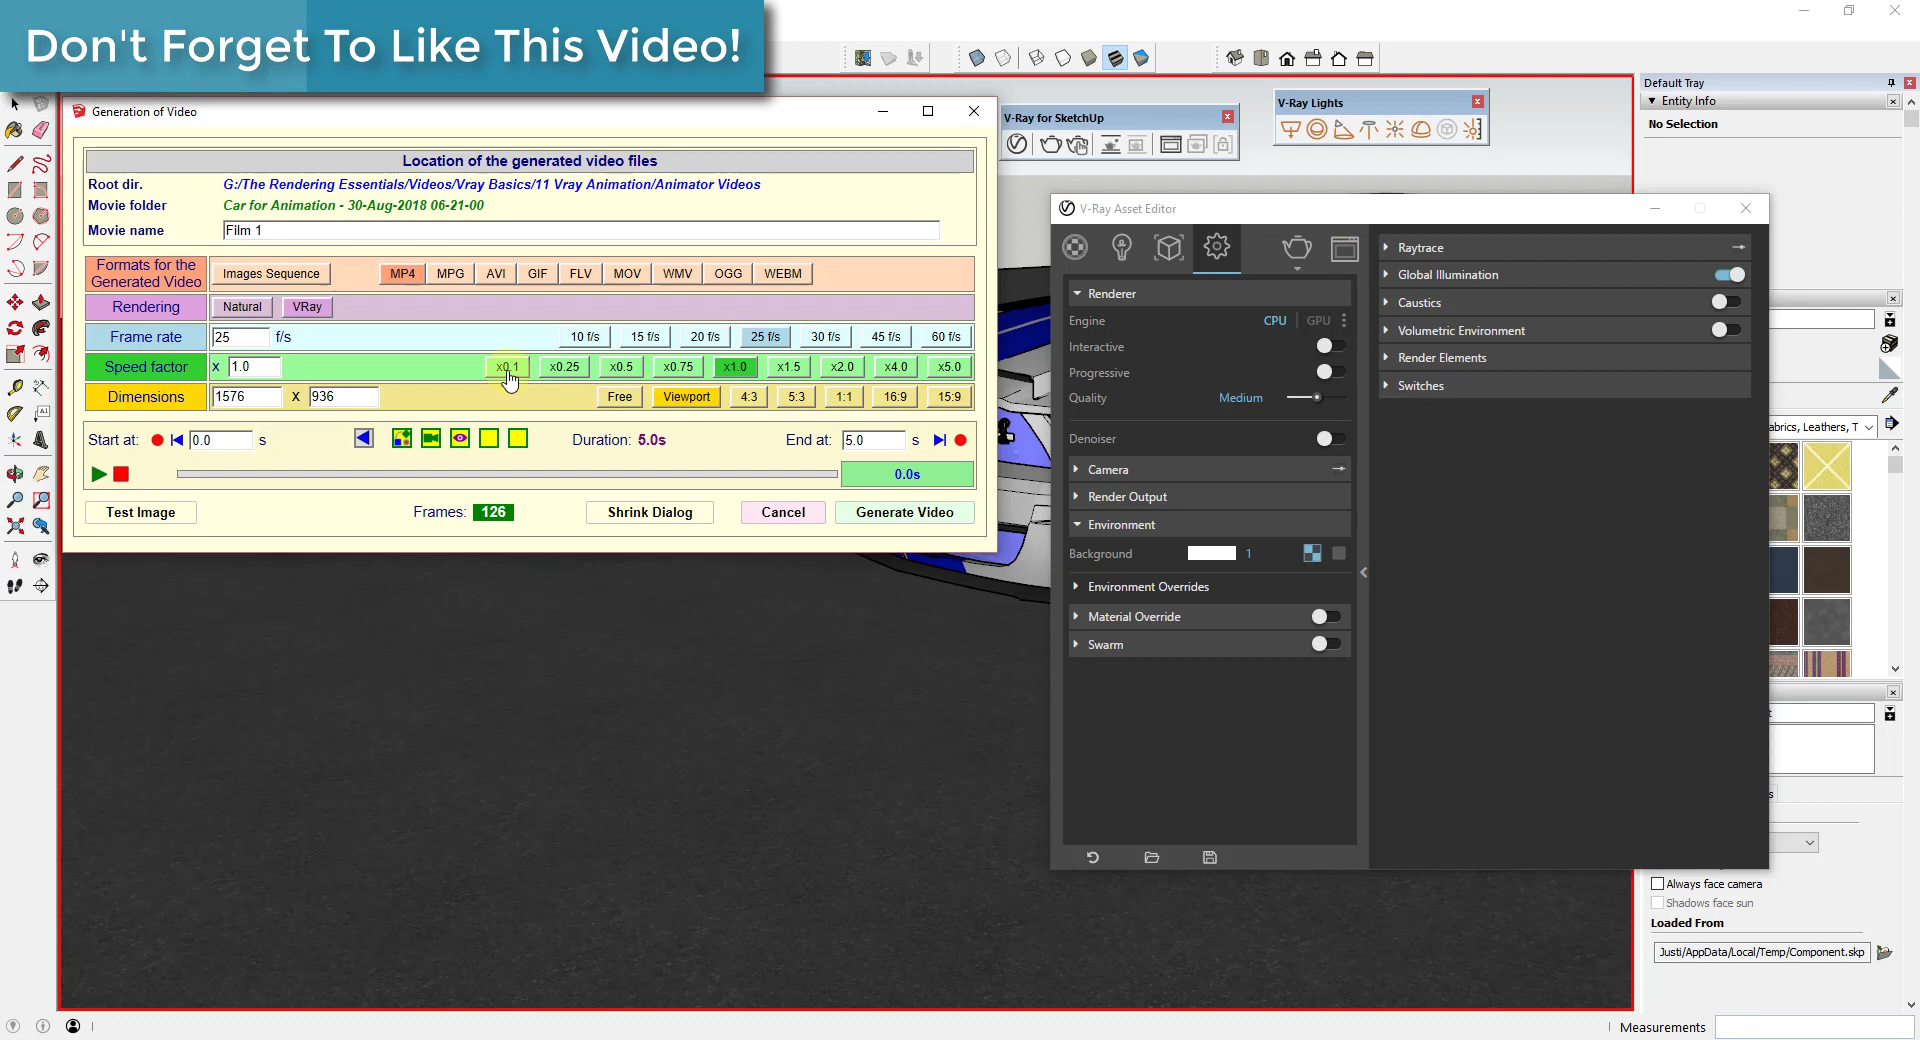 Don't Forget To Like This Video!
Generation of Video
Location of the generated video files
Root dir. G:/The Rendering Essentials/Videos/Vray Basics/11 Vray Animation/Animator Videos
Movie folder Car for Animation - 30-Aug-2018 06-21-00
Movie name Film 1
Formats for the
Generated Video
Images Sequence MP4 MPG AVI GIF FLV MOV WMV OGG WEBM
Rendering Natural VRay
Frame rate 25 f/s 10 f/s 15 f/s 20 f/s 25 f/s 30 f/s 45 f/s 60 f/s
Speed factor x 1.0 x0.1 x0.25 x0.5 x0.75 x1.0 x1.5 x2.0 x4.0 x5.0
Dimensions 1576 X 936 Free Viewport 4:3 5:3 1:1 16:9 15:9
Start at: 0.0 s Duration: 5.0s End at: 5.0 s
0.0s
Test Image Frames: 126 Shrink Dialog Cancel Generate Video
V-Ray for SketchUp
V-Ray Lights
V-Ray Asset Editor
Renderer
Engine CPU GPU
Interactive
Progressive
Quality Medium
Denoiser
Camera
Render Output
Environment
Background 1
Environment Overrides
Material Override
Swarm
Raytrace
Global Illumination
Caustics
Volumetric Environment
Render Elements
Switches
Default Tray
Entity Info
No Selection
abrics, Leathers, T
Always face camera
Shadows face sun
Loaded From
Justi/AppData/Local/Temp/Component.skp
Measurements